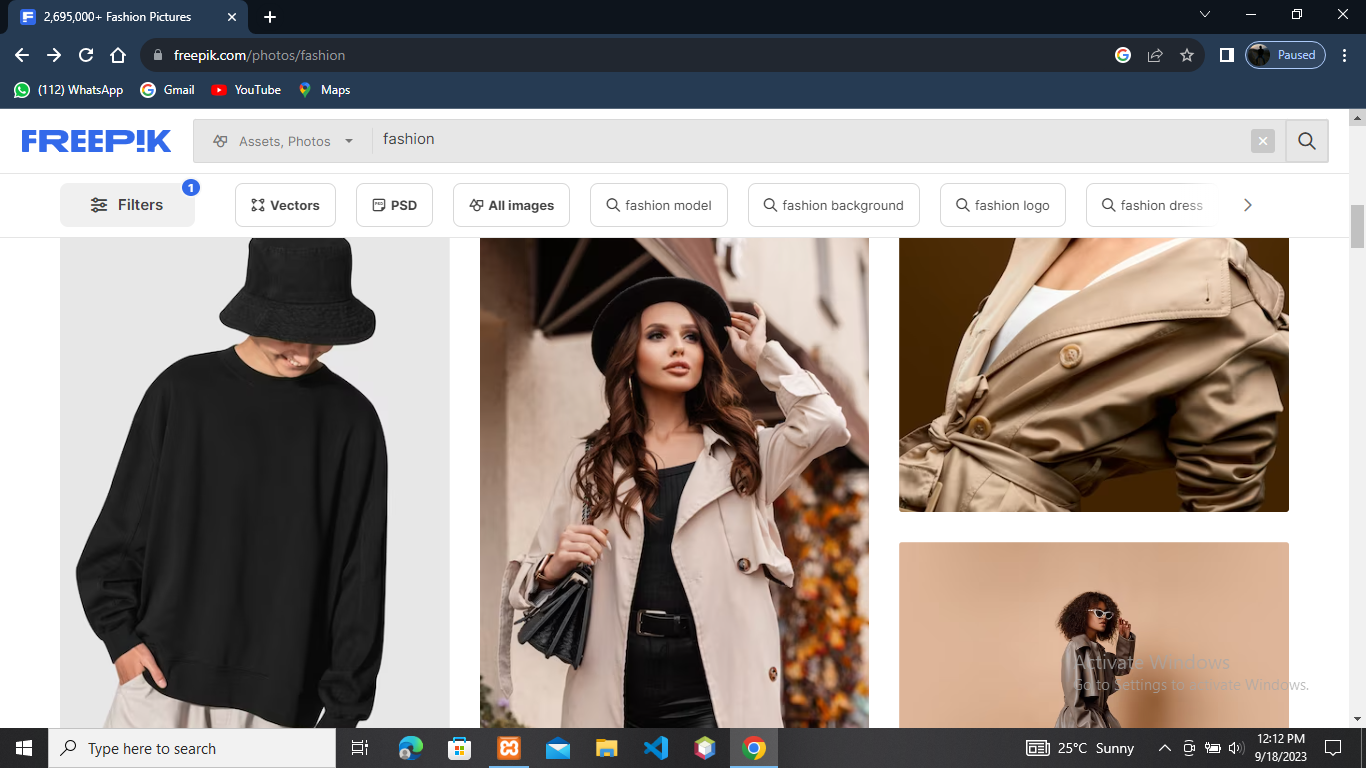 2,695,000+ Fashion Pictures
freepik.com/photos/fashion
Paused
(112) WhatsApp
Gmail
YouTube
Maps
FREEPIK
Assets, Photos
fashion
Filters
1
Vectors
PSD
All images
fashion model
fashion background
fashion logo
fashion dress
Activate Windows
Go to Settings to activate Windows.
Type here to search
25°C Sunny
12:12 PM
9/18/2023